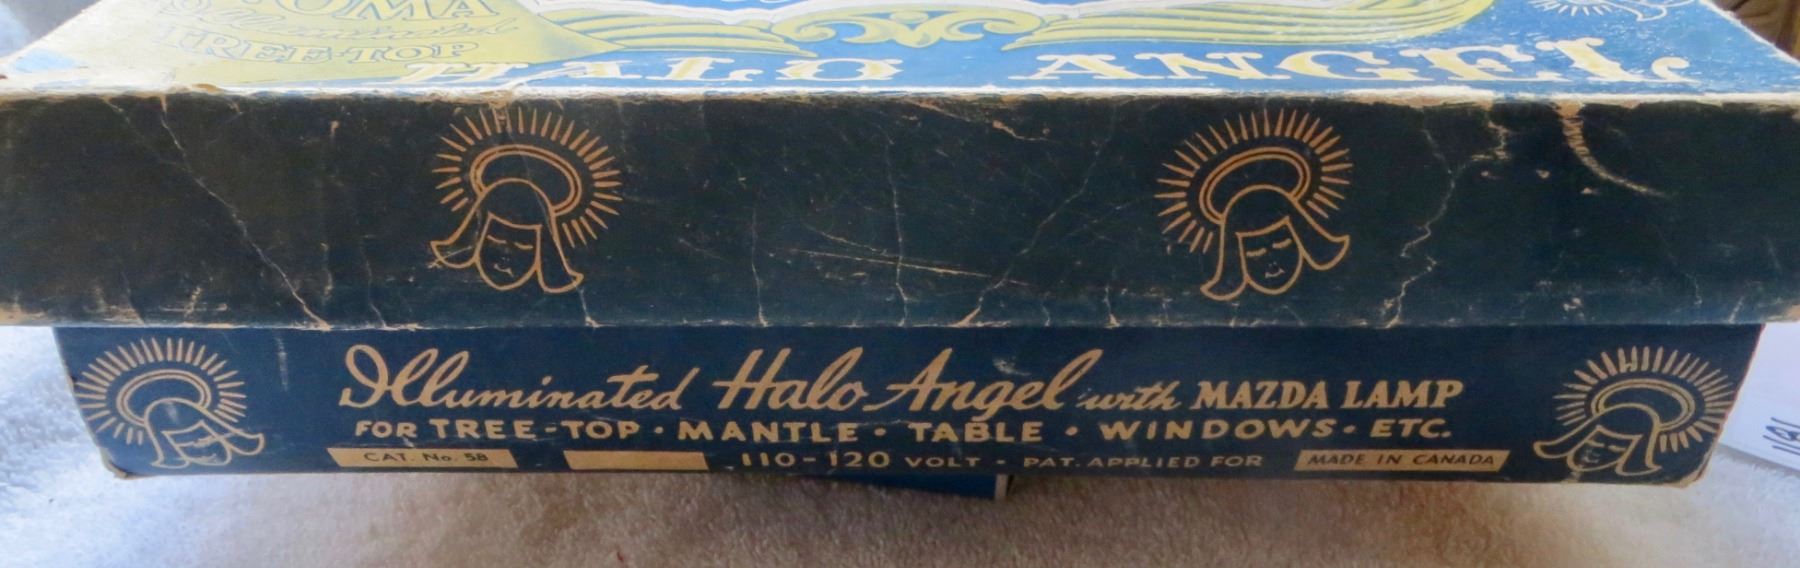 Illuminated
TREE-TOP
HALO ANGEL
Illuminated Halo Angel with MAZDA LAMP
FOR TREE-TOP • MANTLE • TABLE • WINDOWS • ETC.
CAT. No. 58 110-120 VOLT • PAT. APPLIED FOR MADE IN CANADA